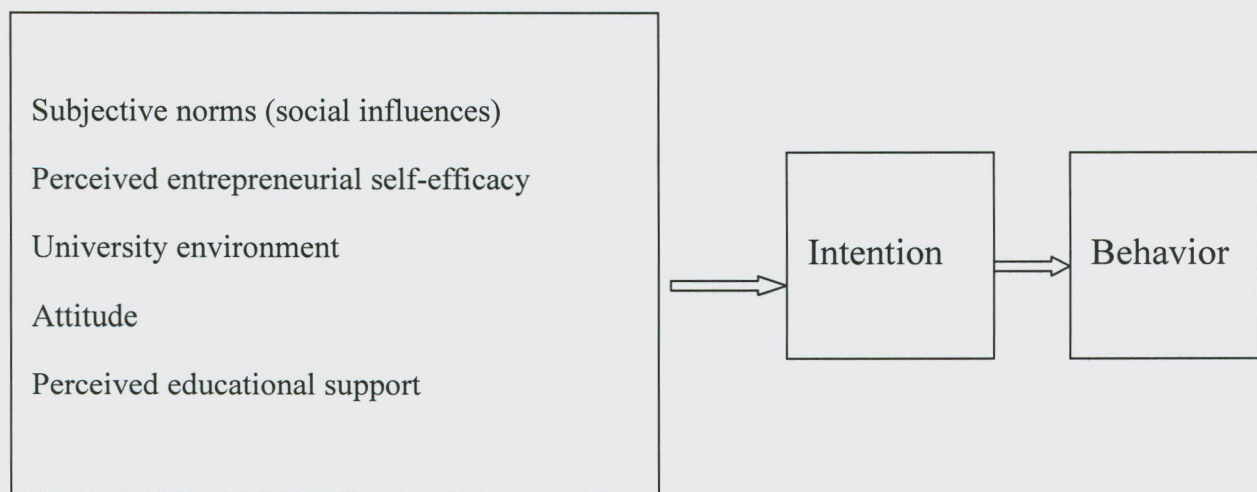 Subjective norms (social influences)
Perceived entrepreneurial self-efficacy
University environment
Attitude
Perceived educational support
Intention
Behavior